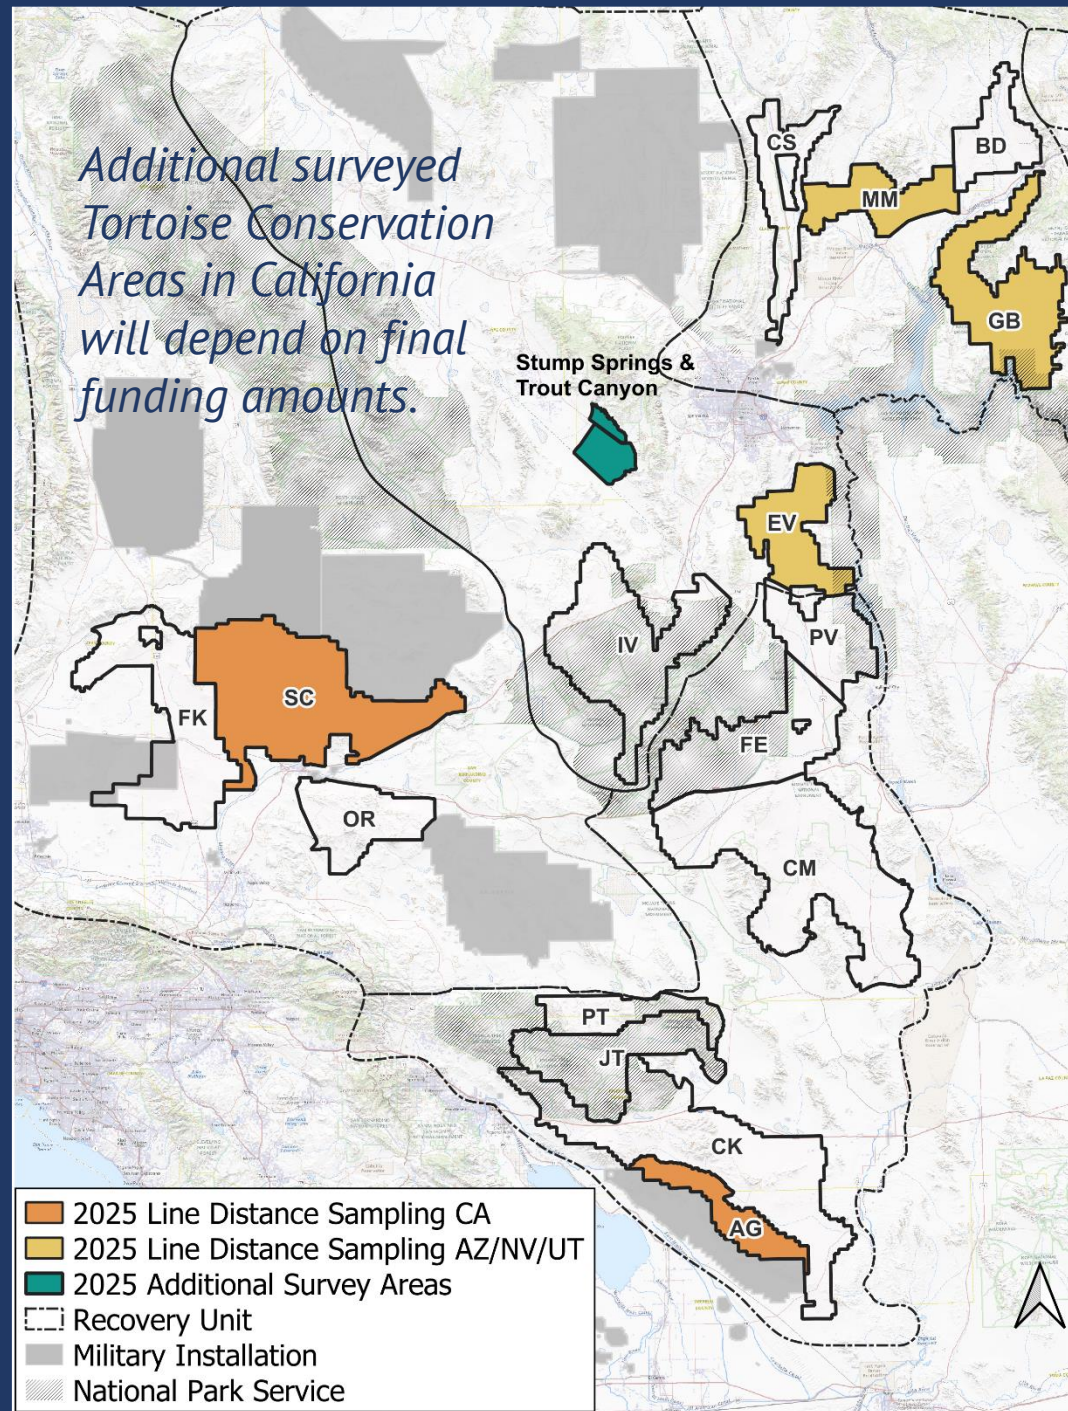 Additional surveyed
Tortoise Conservation
Areas in California
will depend on final
funding amounts.
CS
BD
MM
GB
Stump Springs &
Trout Canyon
EV
IV
PV
SC
FK
FE
OR
CM
PT
JT
CK
AG
2025 Line Distance Sampling CA
2025 Line Distance Sampling AZ/NV/UT
2025 Additional Survey Areas
Recovery Unit
Military Installation
National Park Service